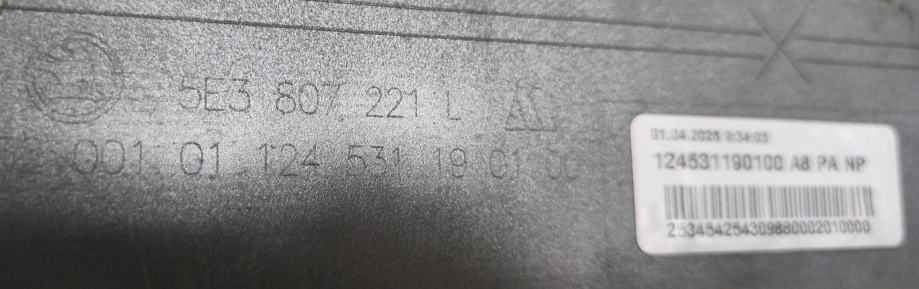 5E3 807 221 L
001 01 124 531 19 01 00
01.04.2025 9:34:03
124531190100 A8 PA NP
253454254309880002010000